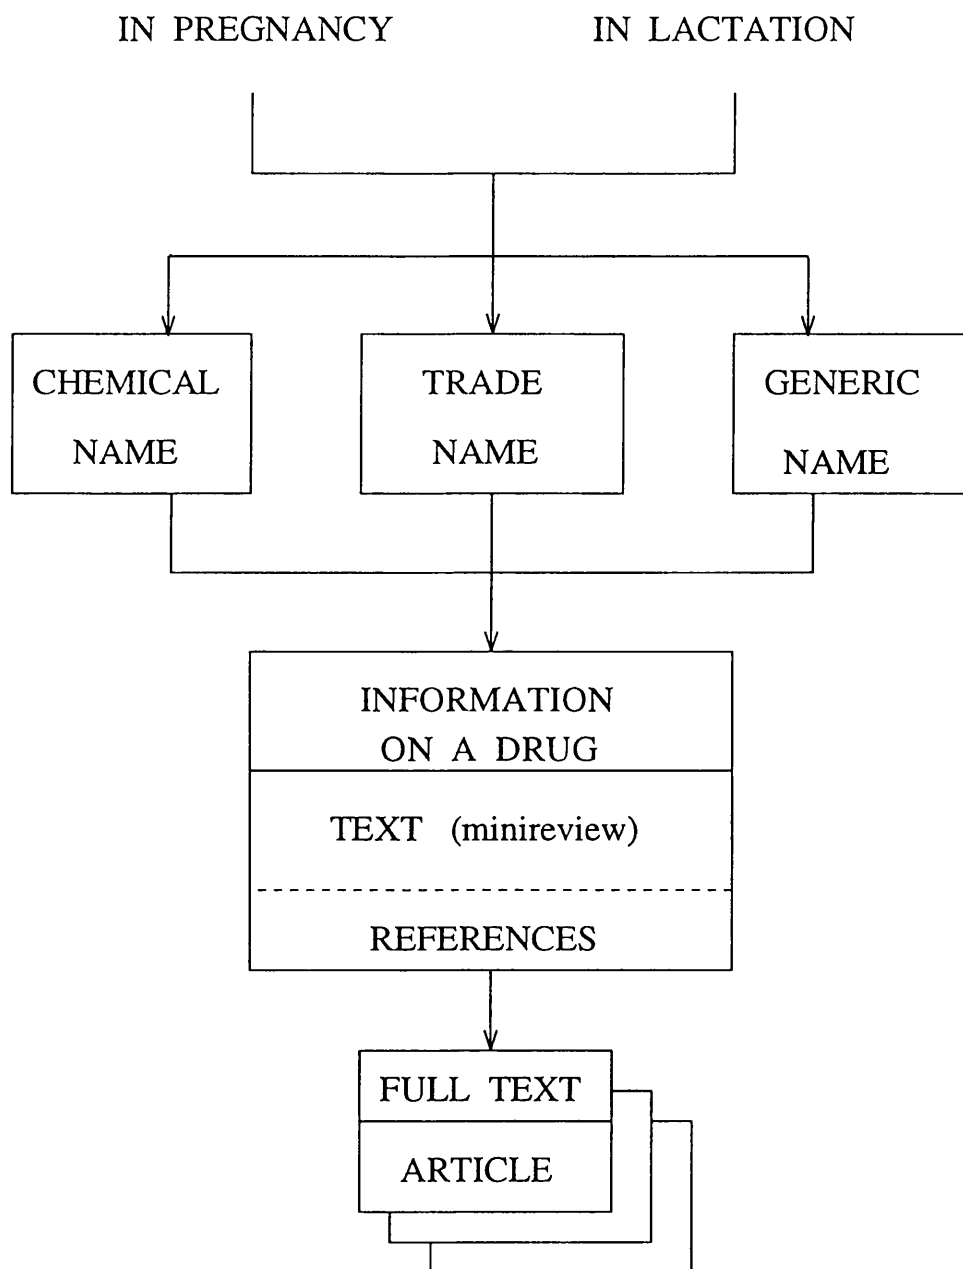 IN PREGNANCY
IN LACTATION
CHEMICAL
NAME
TRADE
NAME
GENERIC
NAME
INFORMATION
ON A DRUG
TEXT (minireview)
REFERENCES
FULL TEXT
ARTICLE